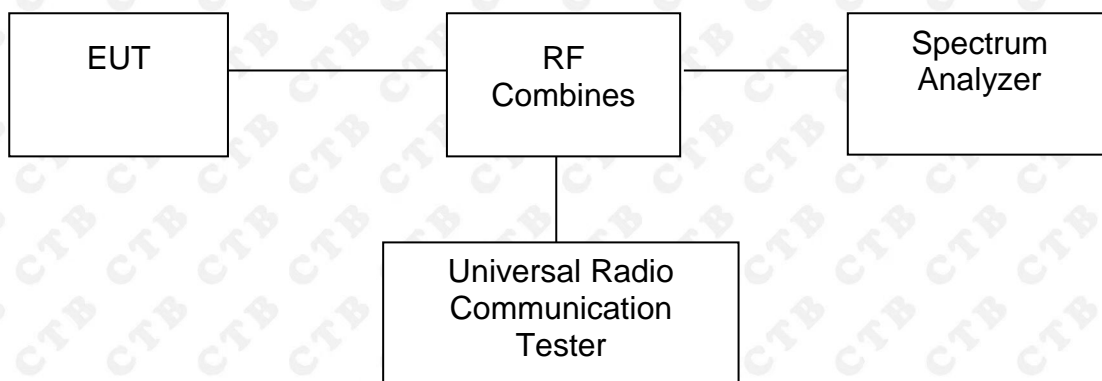 EUT
RF
Combines
Spectrum
Analyzer
Universal Radio
Communication
Tester